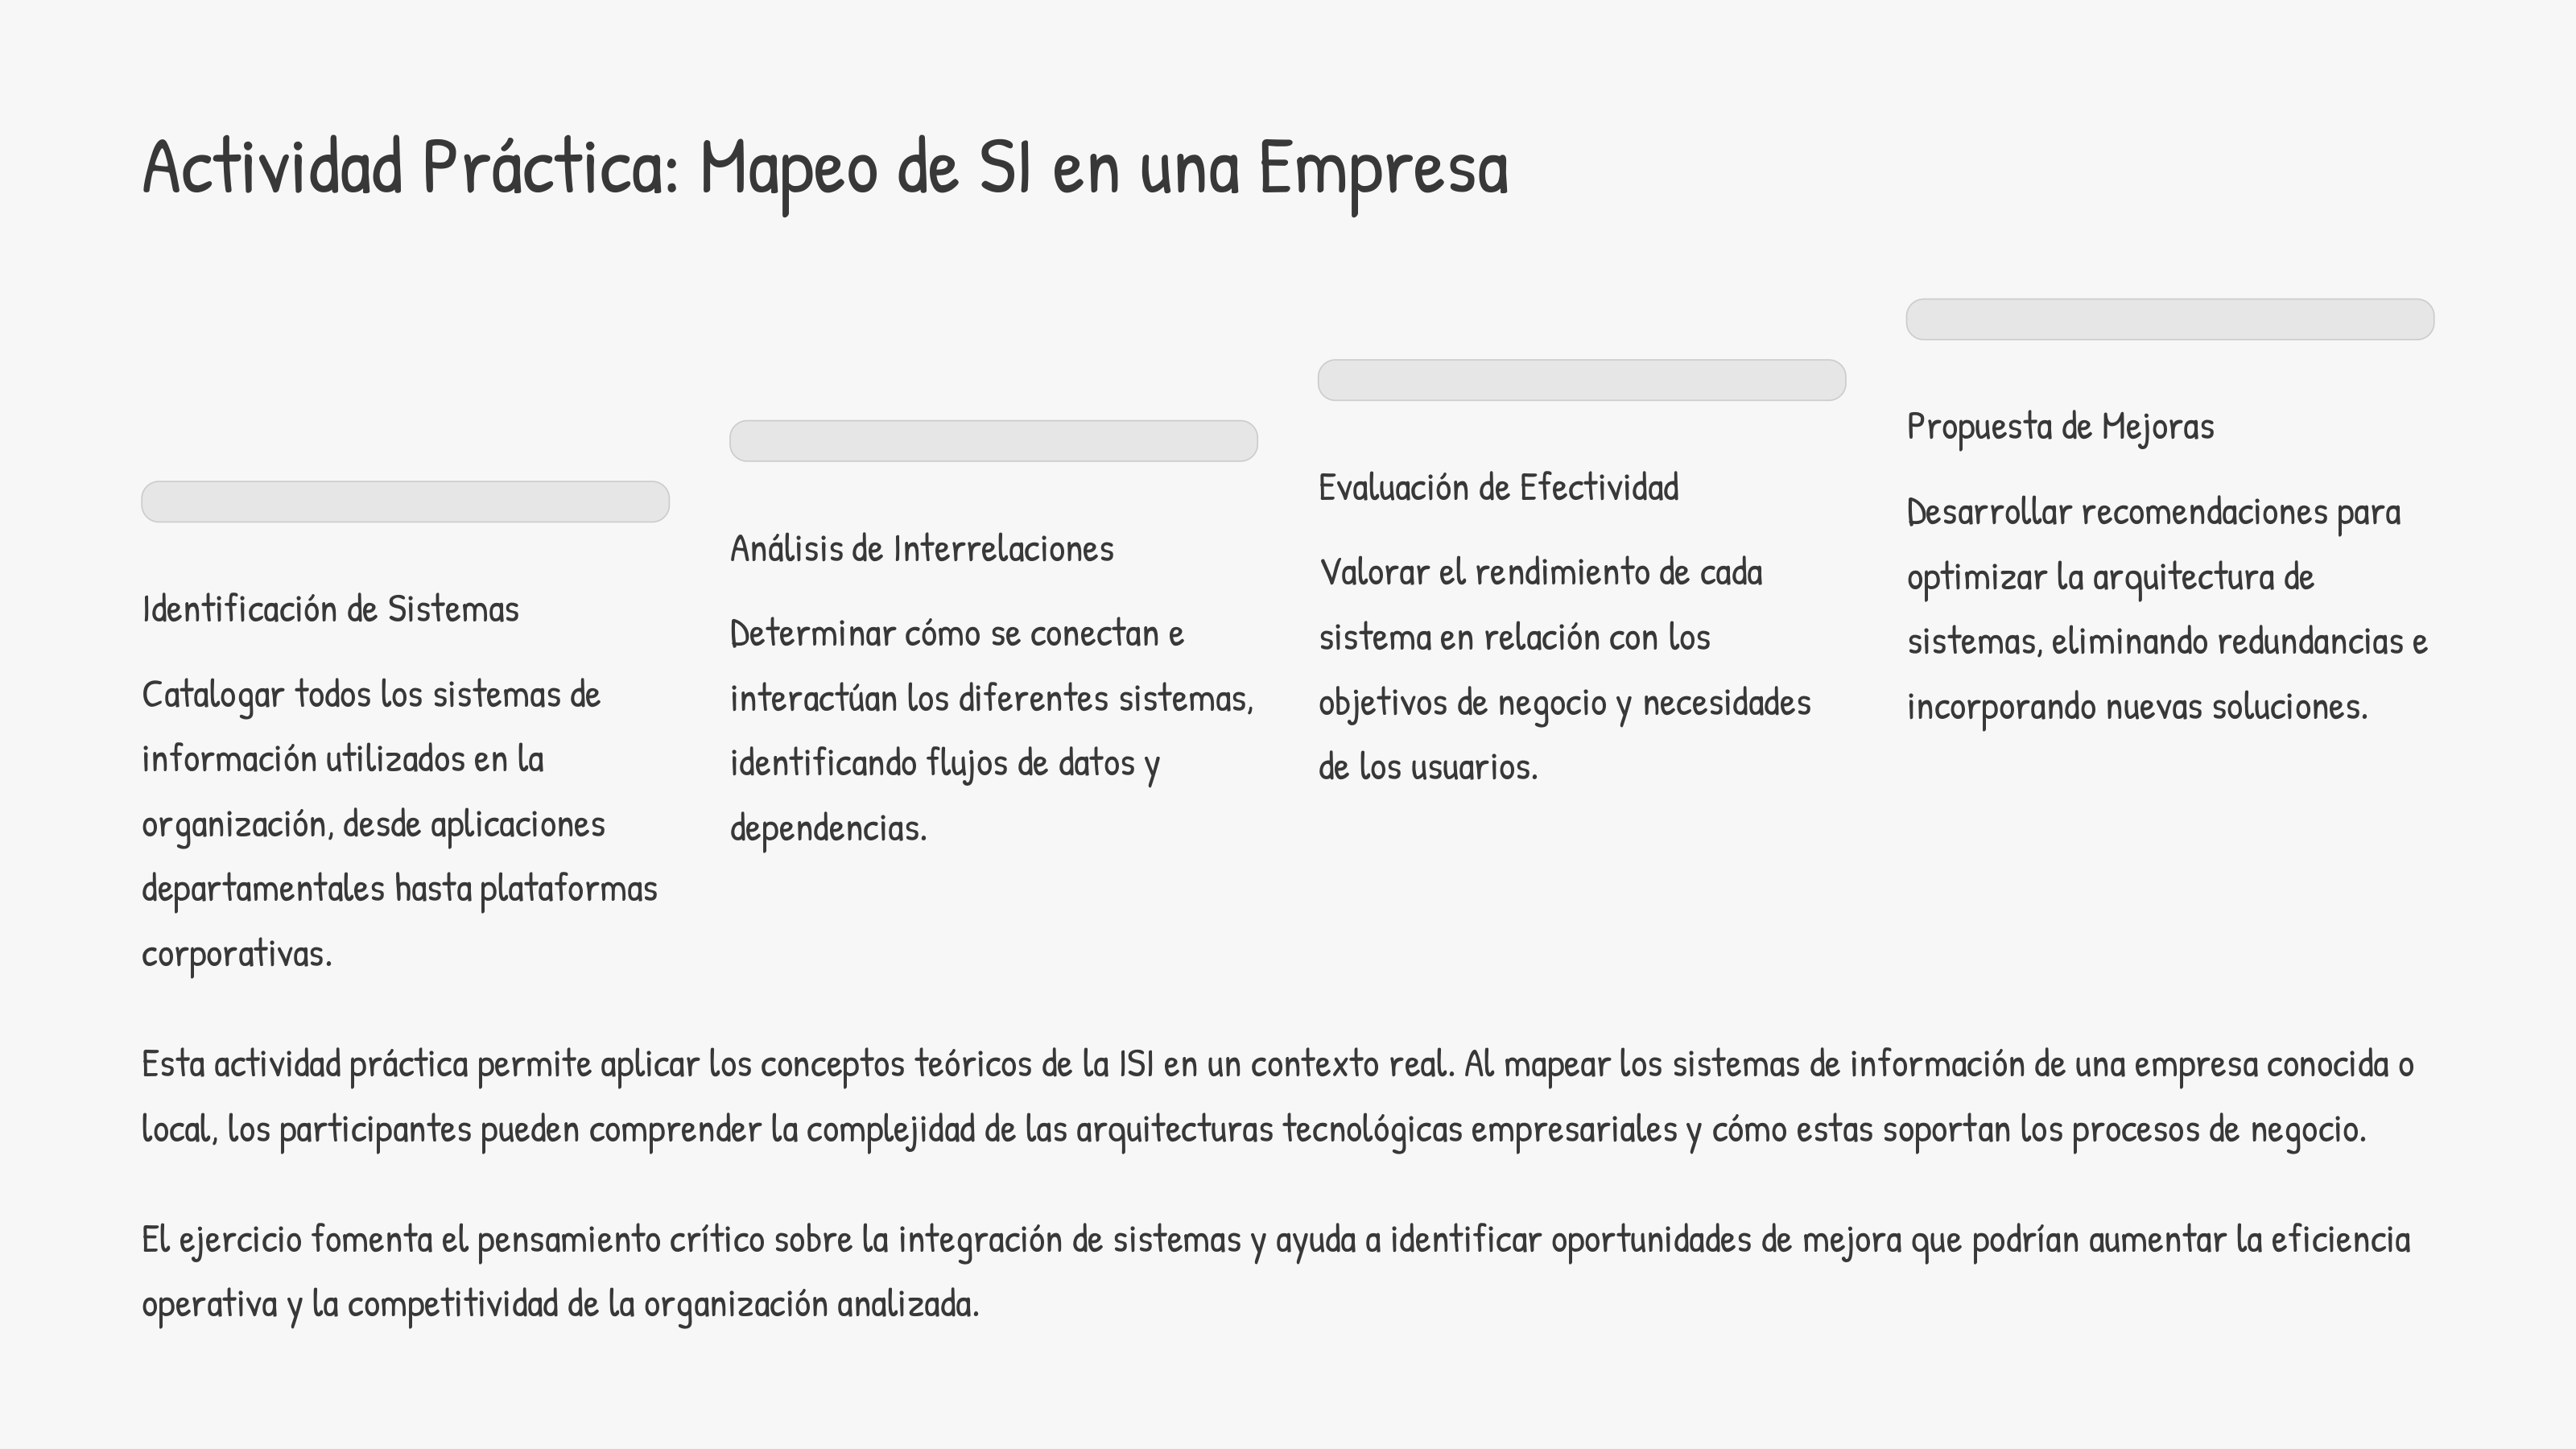 Actividad Práctica: Mapeo de SI en una Empresa
Identificación de Sistemas
Catalogar todos los sistemas de
información utilizados en la
organización, desde aplicaciones
departamentales hasta plataformas
corporativas.
Análisis de Interrelaciones
Determinar cómo se conectan e
interactúan los diferentes sistemas,
identificando flujos de datos y
dependencias.
Evaluación de Efectividad
Valorar el rendimiento de cada
sistema en relación con los
objetivos de negocio y necesidades
de los usuarios.
Propuesta de Mejoras
Desarrollar recomendaciones para
optimizar la arquitectura de
sistemas, eliminando redundancias e
incorporando nuevas soluciones.
Esta actividad práctica permite aplicar los conceptos teóricos de la ISI en un contexto real. Al mapear los sistemas de información de una empresa conocida o
local, los participantes pueden comprender la complejidad de las arquitecturas tecnológicas empresariales y cómo estas soportan los procesos de negocio.
El ejercicio fomenta el pensamiento crítico sobre la integración de sistemas y ayuda a identificar oportunidades de mejora que podrían aumentar la eficiencia
operativa y la competitividad de la organización analizada.